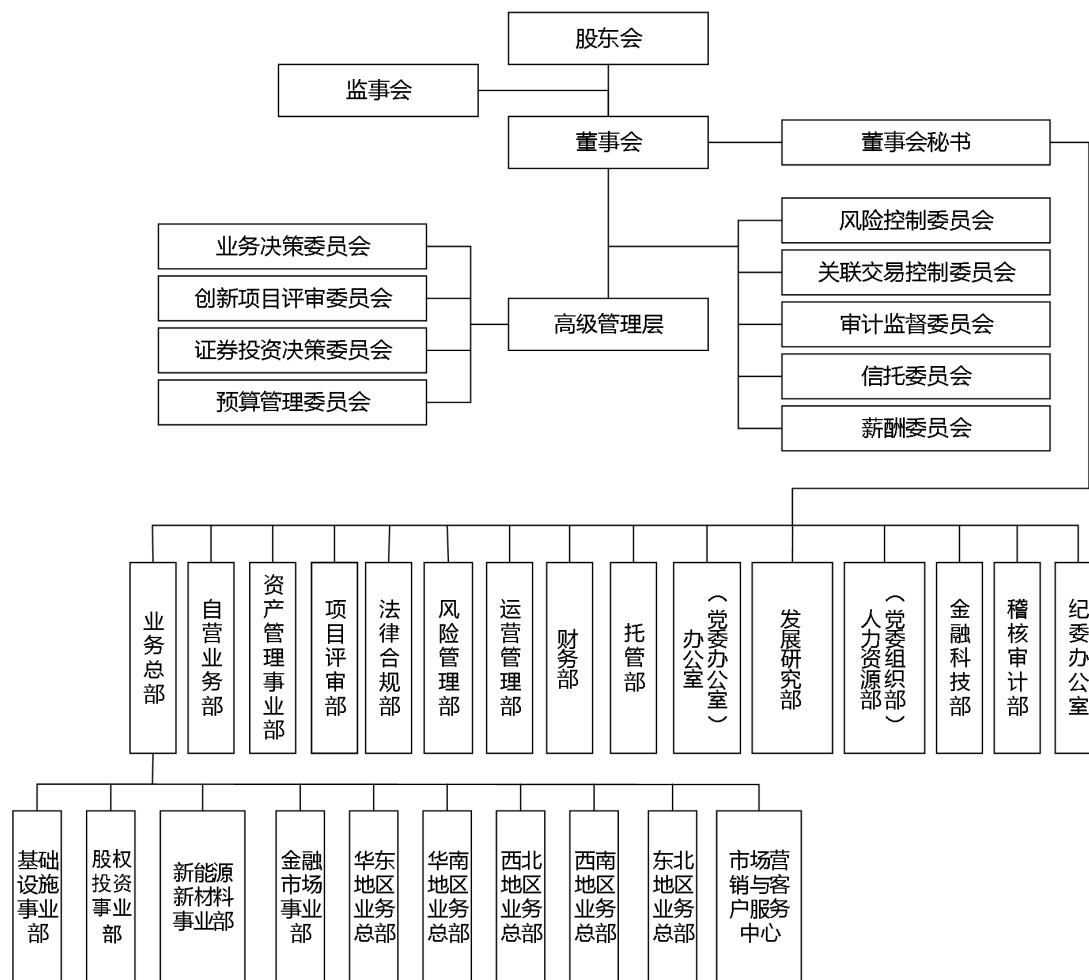 股东会
监事会
董事会
董事会秘书
业务决策委员会
创新项目评审委员会
证券投资决策委员会
预算管理委员会
高级管理层
风险控制委员会
关联交易控制委员会
审计监督委员会
信托委员会
薪酬委员会
业务总部
自营业务部
资产管理事业部
项目评审部
法律合规部
风险管理部
运营管理部
财务部
托管部
办公室
（党委办公室）
发展研究部
人力资源部
（党委组织部）
金融科技部
稽核审计部
纪委办公室
基础
设施
事业
部
股权
投资
事业
部
新能源
新材料
事业部
金融
市场
事业
部
华东
地区
业务
总部
华南
地区
业务
总部
西北
地区
业务
总部
西南
地区
业务
总部
东北
地区
业务
总部
市场营
销与客
户服务
中心